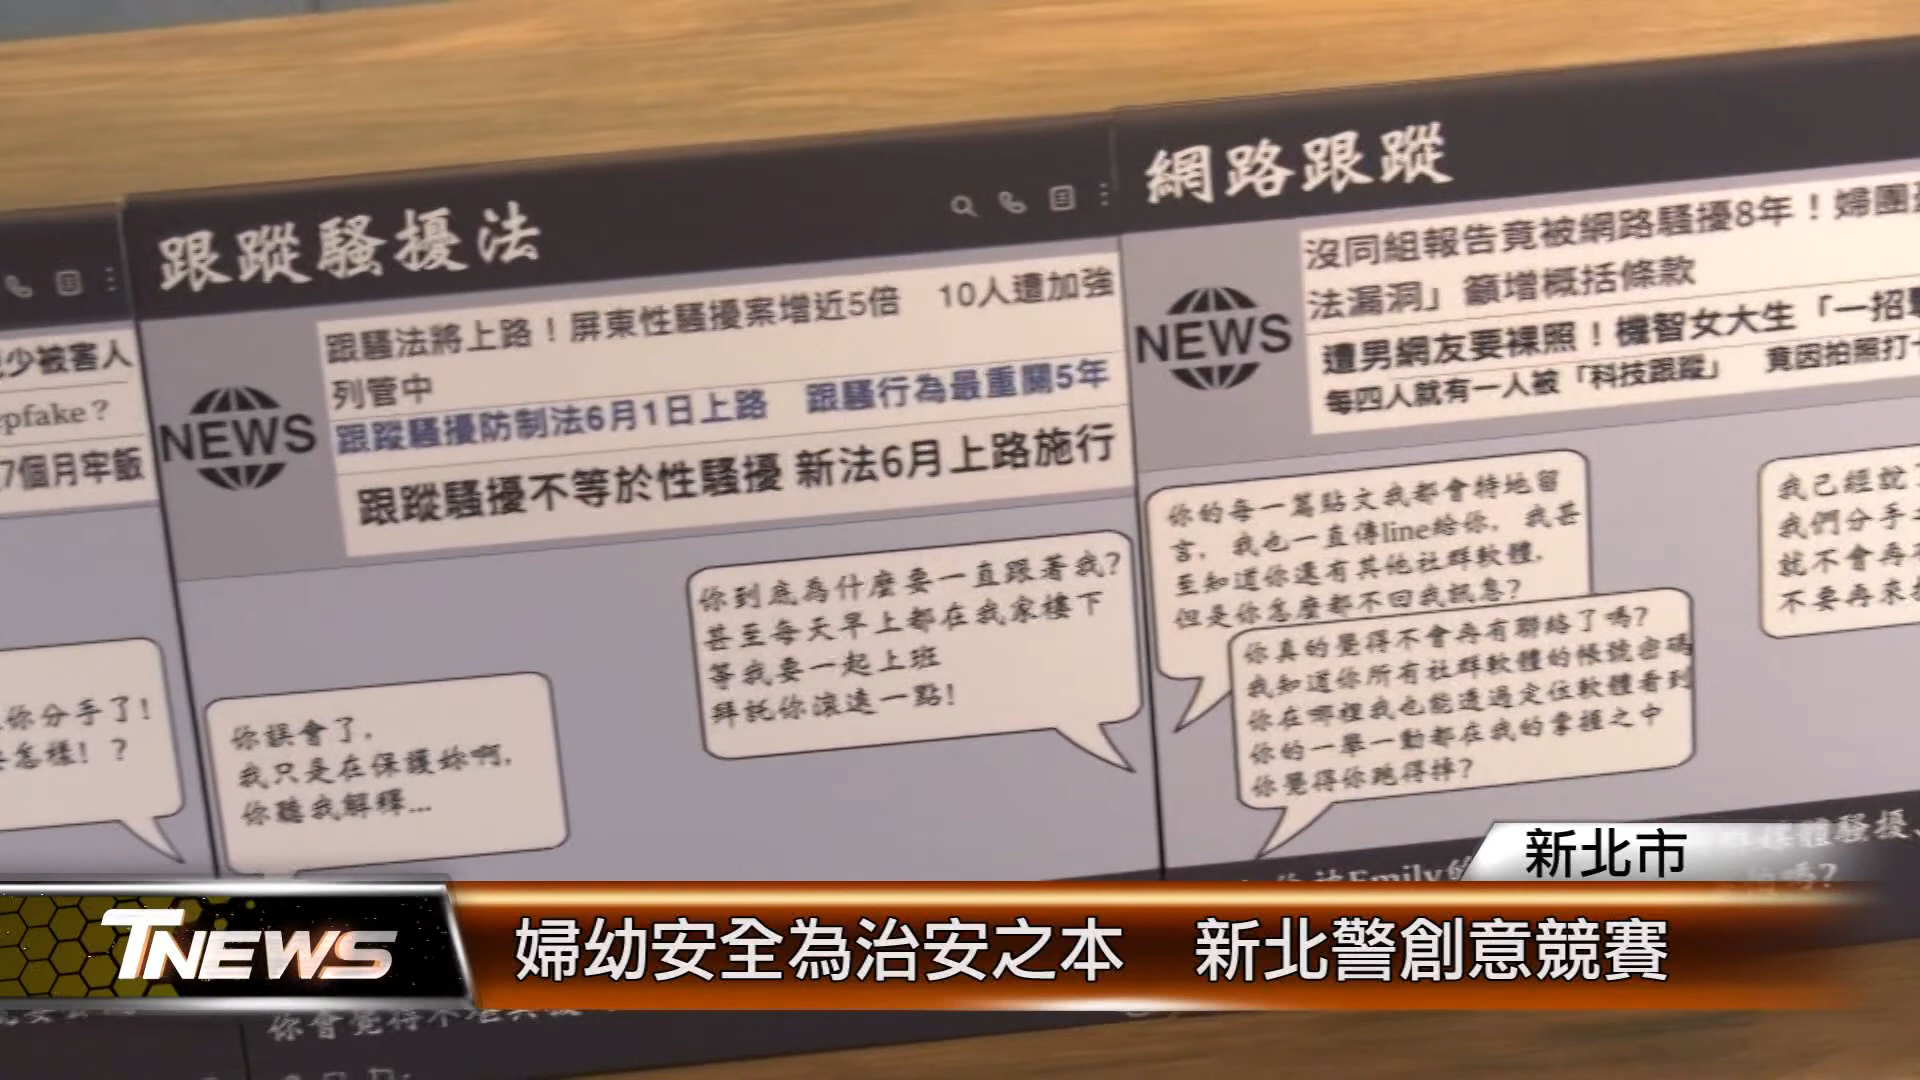 跟蹤騷擾法
跟騷法將上路！屏東性騷擾案增近5倍 10人遭加強
列管中
跟蹤騷擾防制法6月1日上路 跟騷行為最重關5年
跟蹤騷擾不等於性騷擾 新法6月上路施行
NEWS
你到底為什麼要一直跟著我?
甚至每天早上都在我家樓下
等我要一起上班
拜託你滾遠一點!
你誤會了,
我只是在保護妳啊,
你聽我解釋...
網路跟蹤
沒同組報告竟被網路騷擾8年！婦團
法漏洞」籲增概括條款
遭男網友要裸照！機智女大生「一招
每四人就有一人被「科技跟蹤」 竟因拍照打
NEWS
你的每一篇貼文我都會特地留
言, 我也一直傳line給你, 我甚
至知道你還有其他社群軟體,
但是你怎麼都不回我訊息?
你真的覺得不會再有聯絡了嗎?
我知道你所有社群軟體的帳號密碼
你在哪裡我也能透過定位軟體看到
你的一舉一動都在我的掌握之中
你覺得你跑得掉?
我已經說
我們分手
就不會再
不要再來
少被害人
pfake？
7個月牢飯
你分手了!
怎樣! ?
新北市
TNEWS
婦幼安全為治安之本 新北警創意競賽